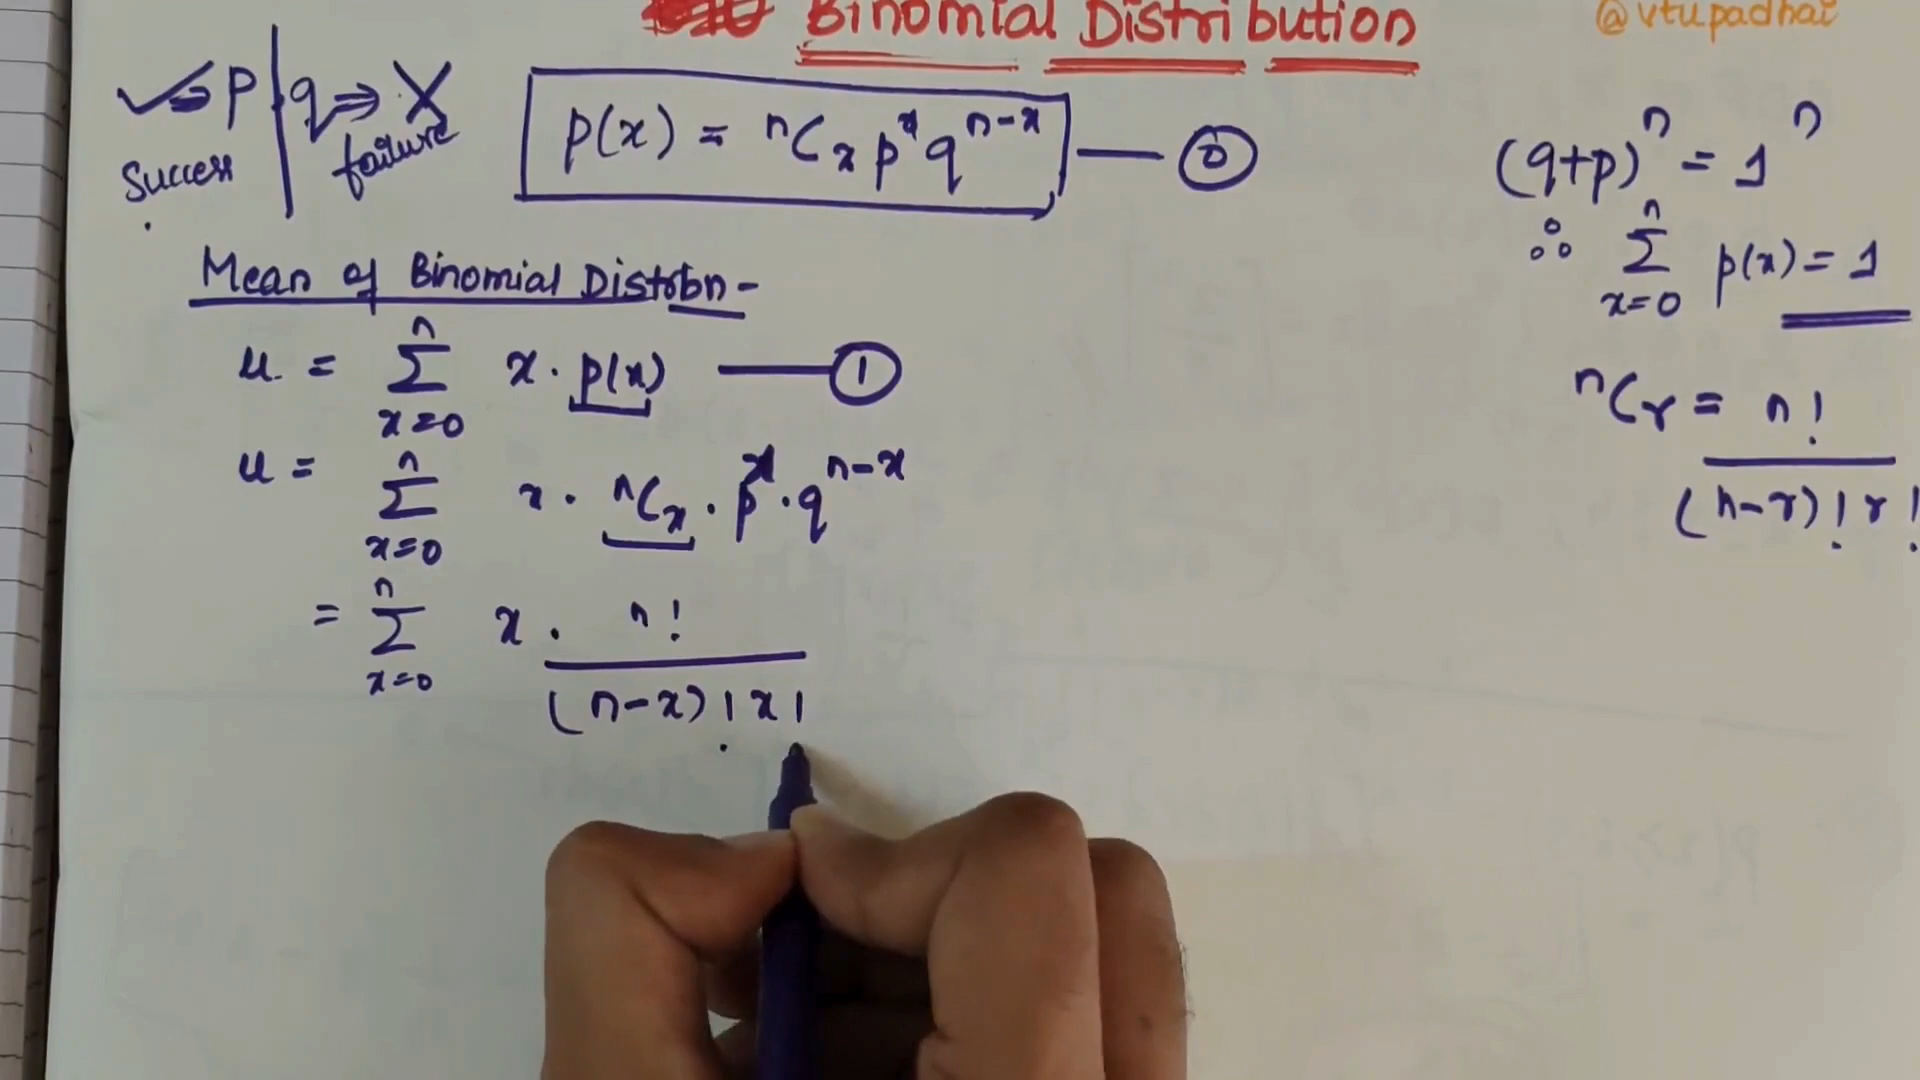 Binomial Distribution
@vtupadhai
✓ ⇒ p | q ⇒ X
Success failure
p(x) = ⁿCₓ pˣ qⁿ⁻ˣ — ⓪
(q+p)ⁿ = 1ⁿ
∴ Σ p(x) = 1
n
x=0
ⁿCᵣ = n! / (n-r)! r!
Mean of Binomial Distrbn -
n
u = Σ x · p(x) — ①
x=0
n
u = Σ x · ⁿCₓ · pˣ · qⁿ⁻ˣ
x=0
n
= Σ x · n! / (n-x)! x!
x=0